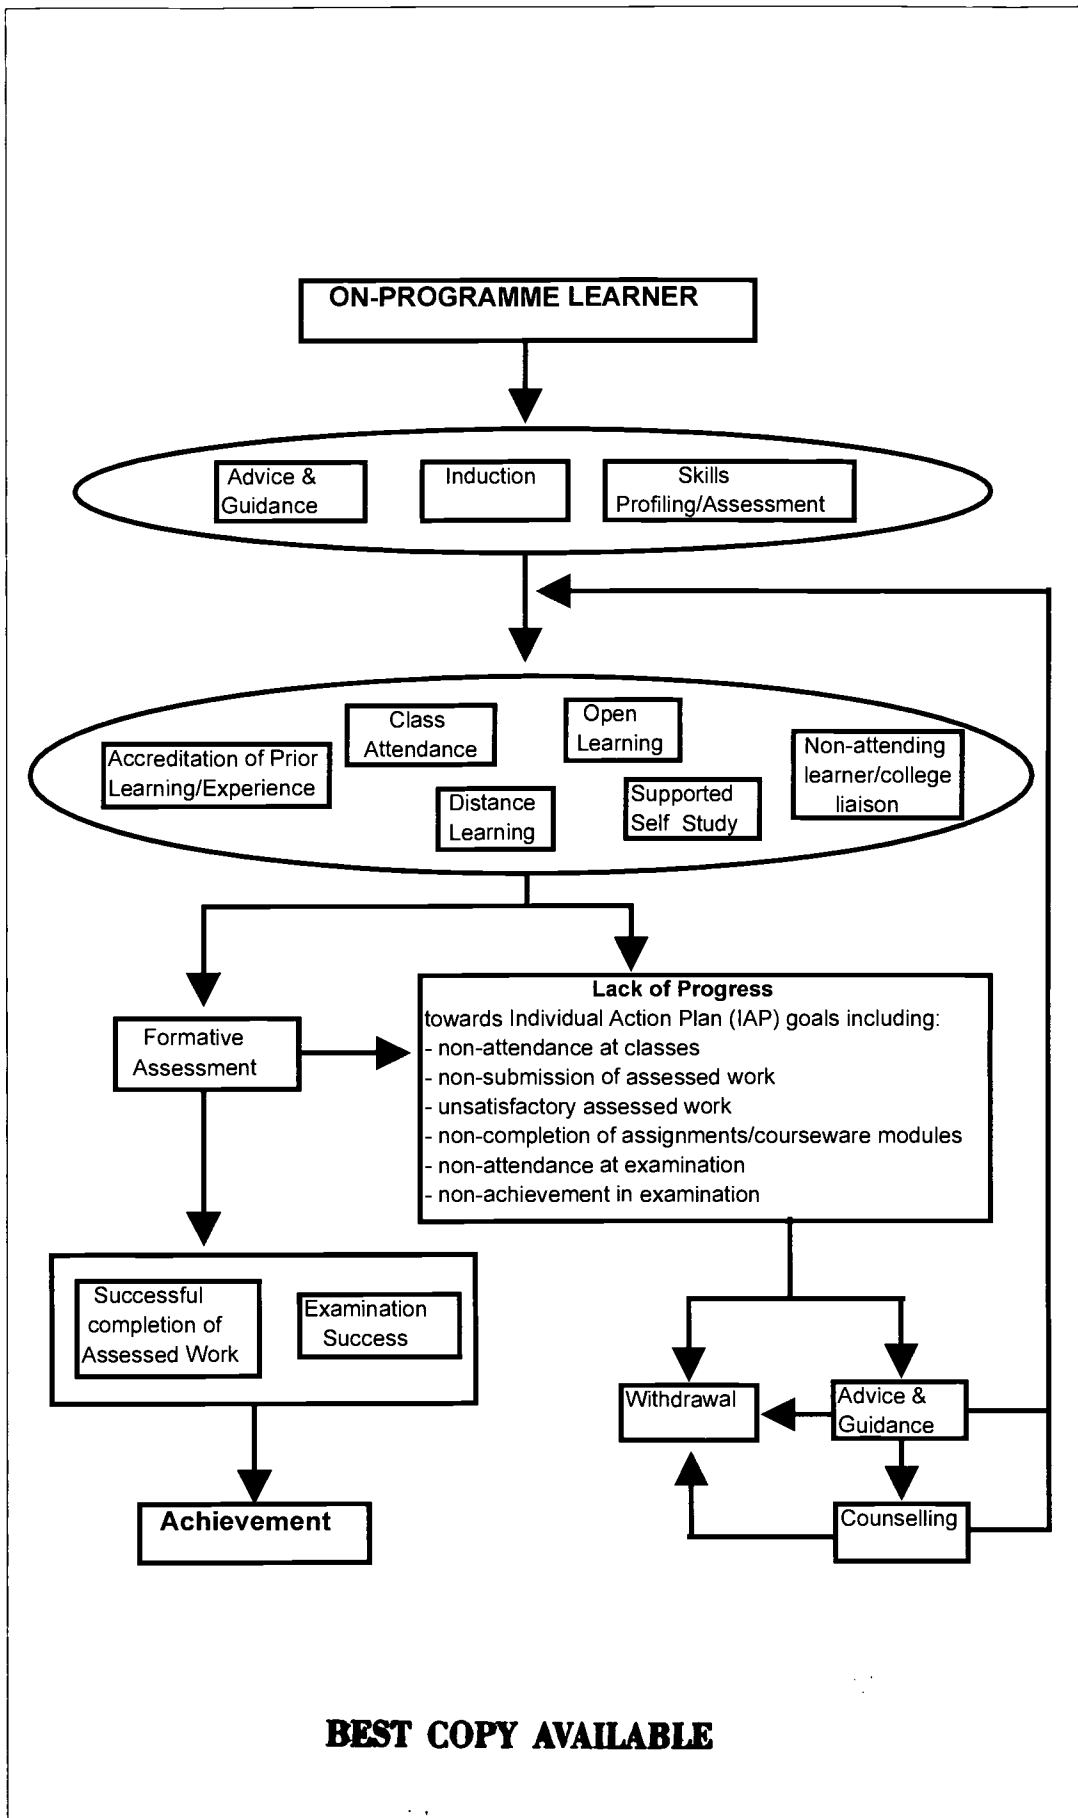 ON-PROGRAMME LEARNER
Advice &
Guidance
Induction
Skills
Profiling/Assessment
Accreditation of Prior
Learning/Experience
Class
Attendance
Distance
Learning
Open
Learning
Supported
Self Study
Non-attending
learner/college
liaison
Formative
Assessment
Lack of Progress
towards Individual Action Plan (IAP) goals including:
- non-attendance at classes
- non-submission of assessed work
- unsatisfactory assessed work
- non-completion of assignments/courseware modules
- non-attendance at examination
- non-achievement in examination
Successful
completion of
Assessed Work
Examination
Success
Withdrawal
Advice &
Guidance
Counselling
Achievement
BEST COPY AVAILABLE